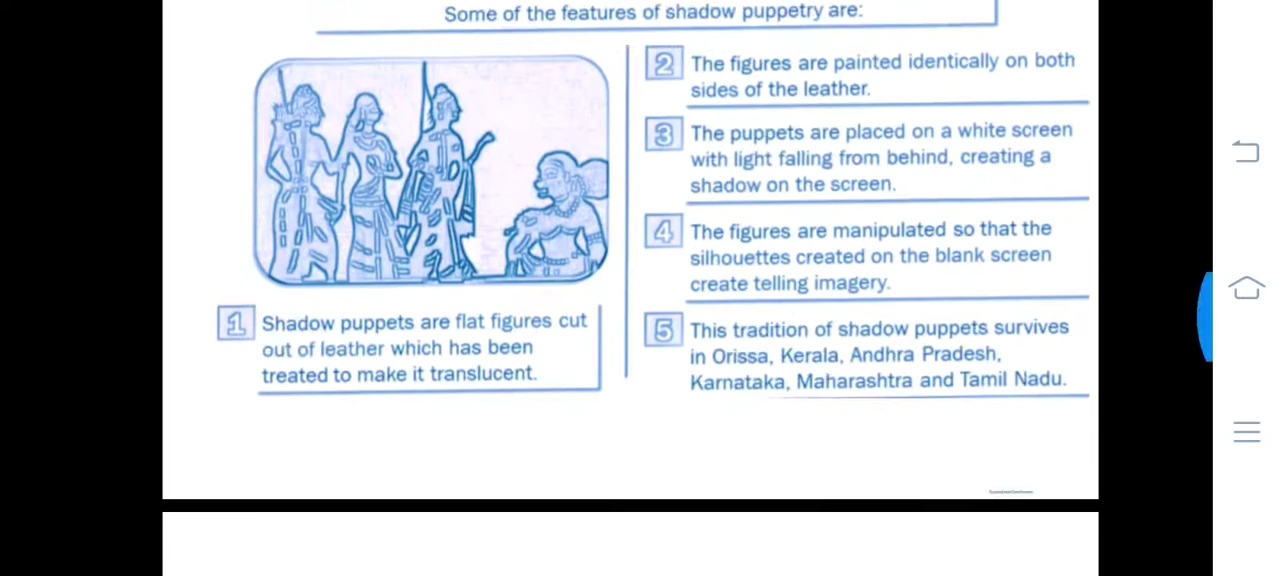 Some of the features of shadow puppetry are:
1 Shadow puppets are flat figures cut
out of leather which has been
treated to make it translucent.
2 The figures are painted identically on both
sides of the leather.
3 The puppets are placed on a white screen
with light falling from behind, creating a
shadow on the screen.
4 The figures are manipulated so that the
silhouettes created on the blank screen
create telling imagery.
5 This tradition of shadow puppets survives
in Orissa, Kerala, Andhra Pradesh,
Karnataka, Maharashtra and Tamil Nadu.